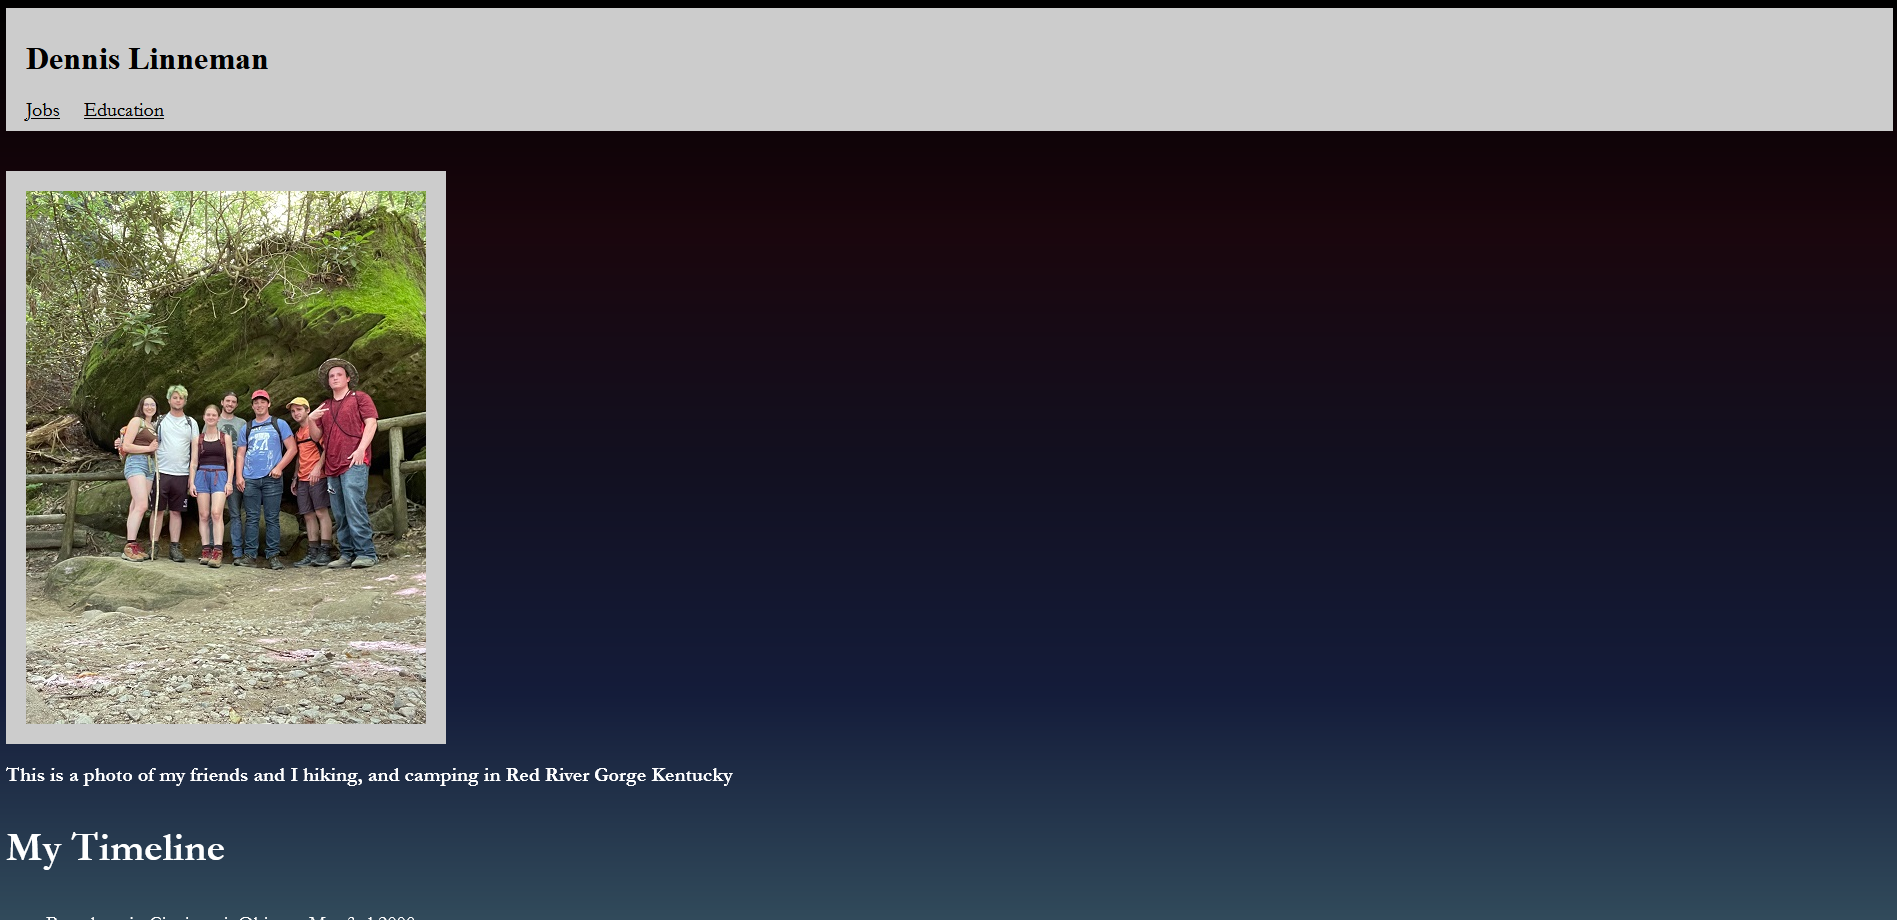 Dennis Linneman
Jobs Education
This is a photo of my friends and I hiking, and camping in Red River Gorge Kentucky
My Timeline